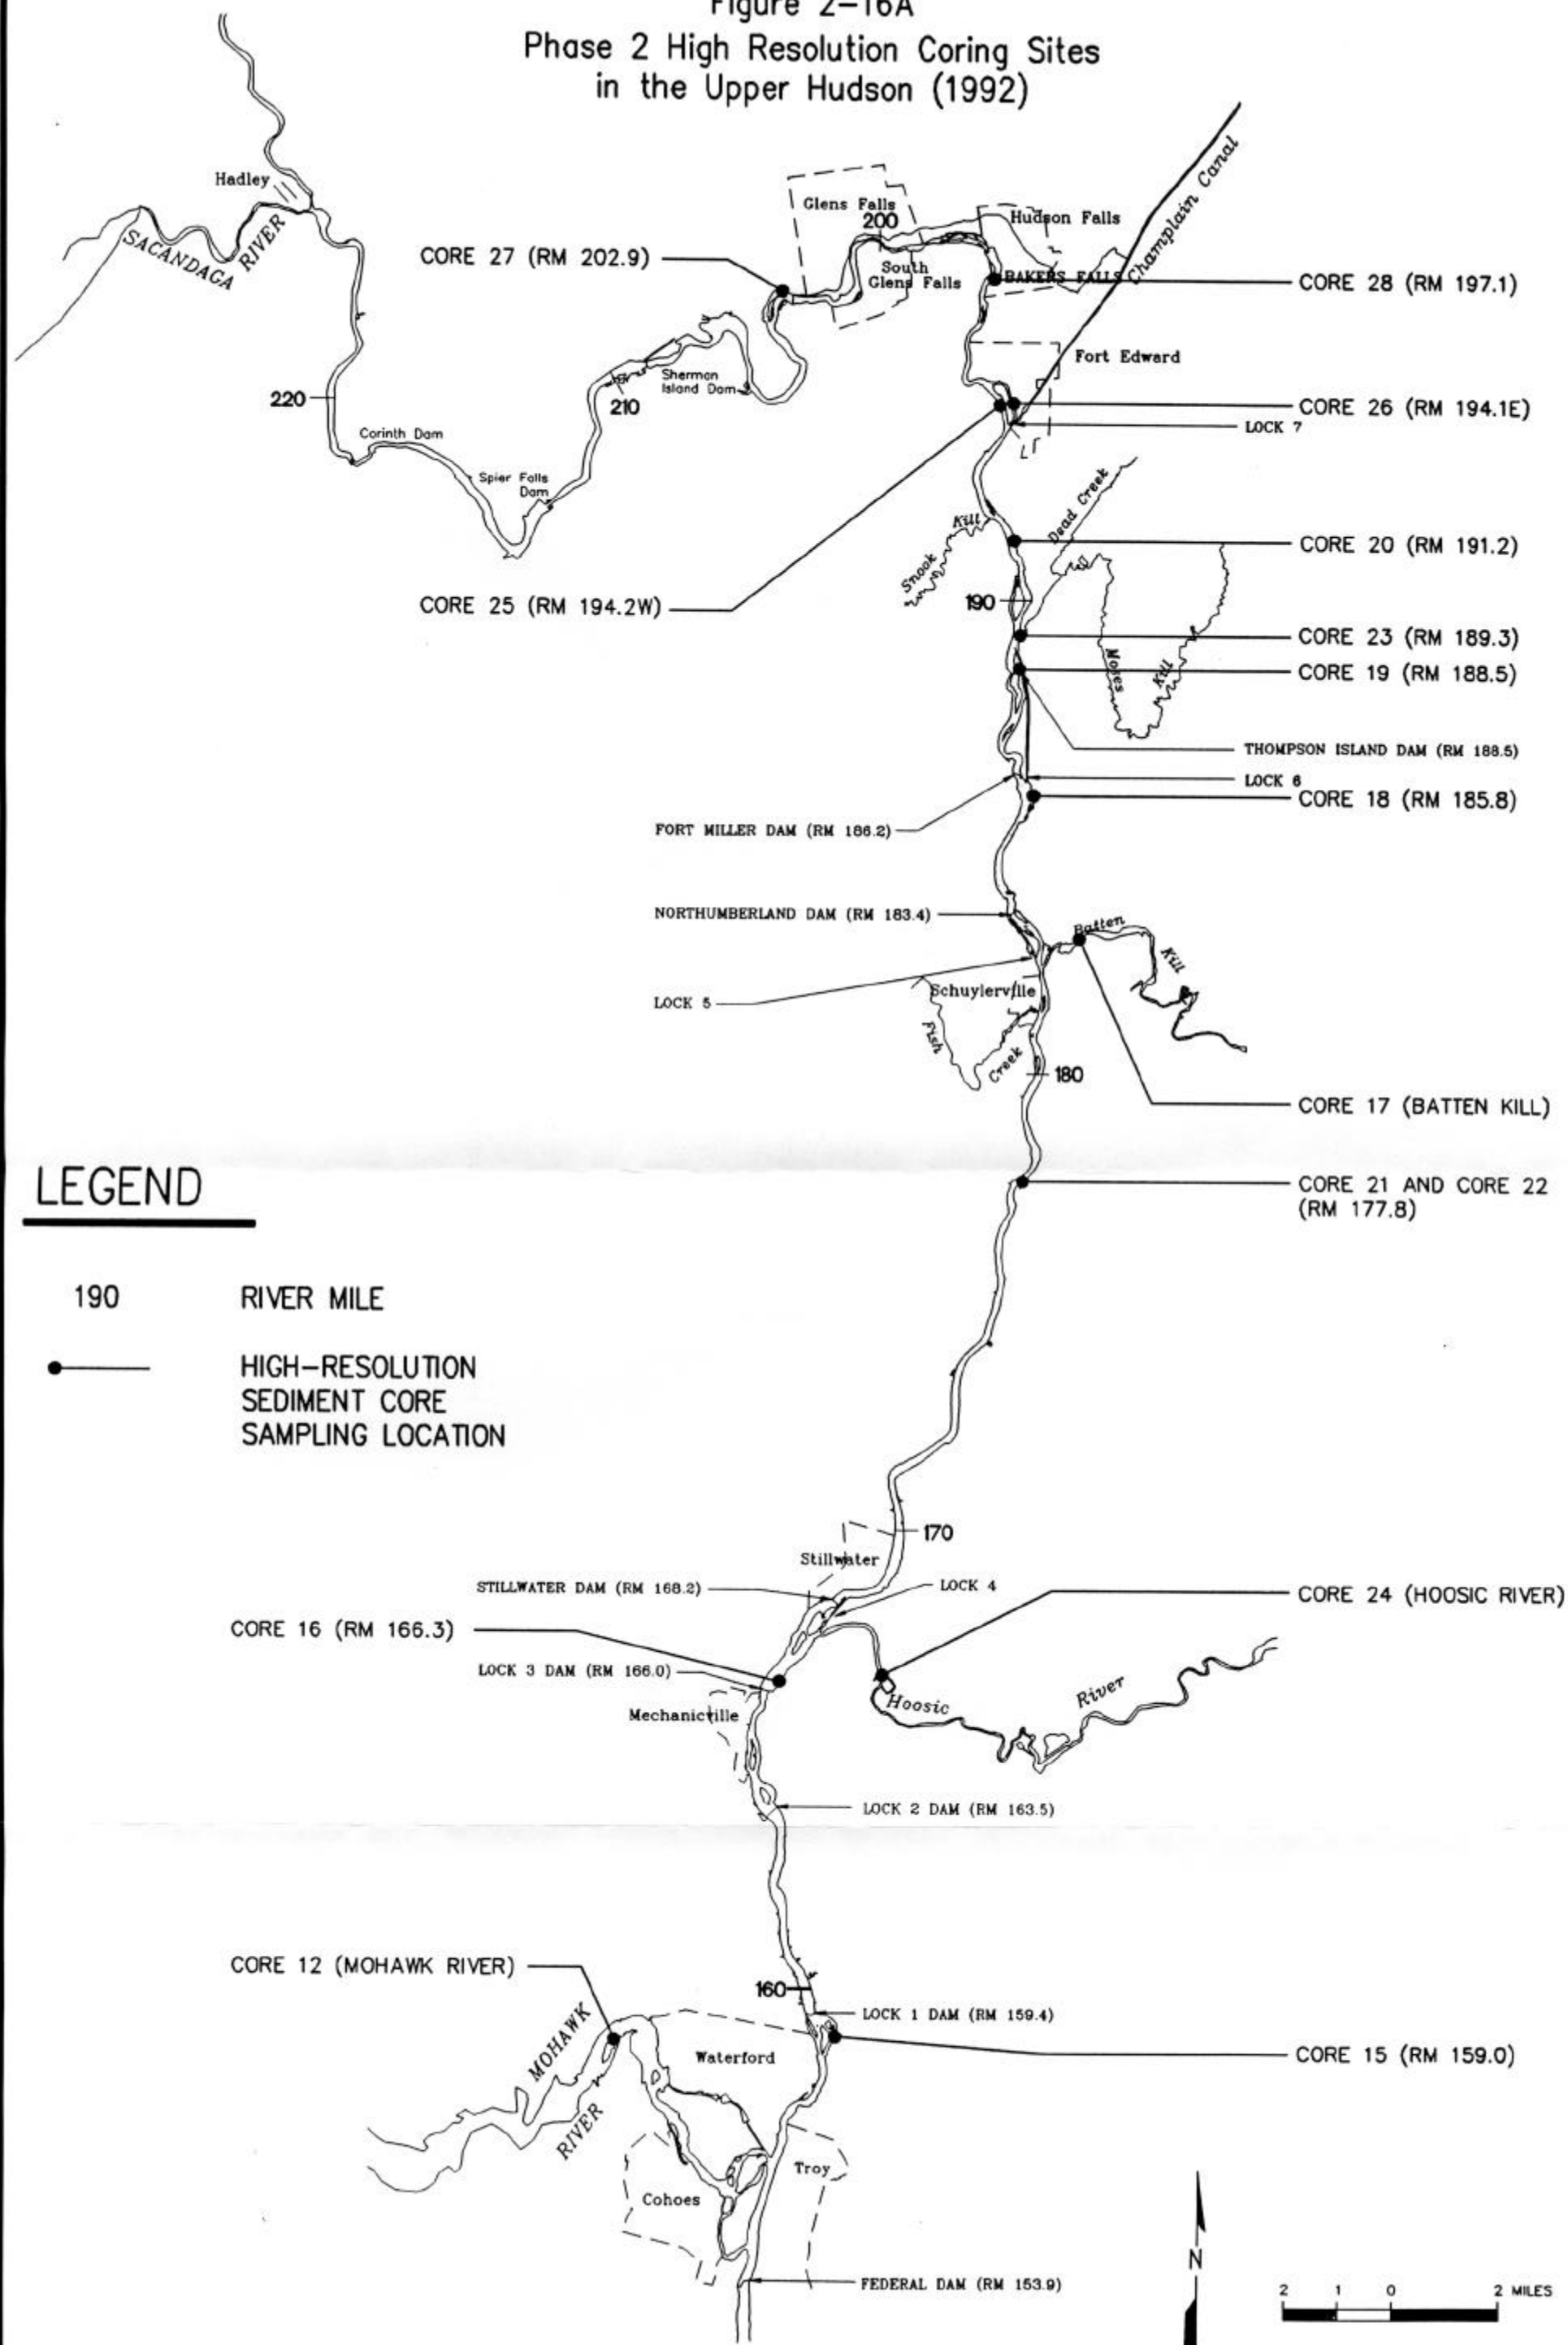 Figure 2-16A
Phase 2 High Resolution Coring Sites
in the Upper Hudson (1992)
Champlain Canal
Hadley
SACANDAGA
RIVER
Glens Falls
200
Hudson Falls
CORE 27 (RM 202.9)
South
Glens Falls
BAKERS FALLS
CORE 28 (RM 197.1)
Fort Edward
Sherman
Island Dam
220
210
CORE 26 (RM 194.1E)
LOCK 7
Corinth Dam
Spier Falls
Dam
Dead Creek
Snook
Kill
CORE 20 (RM 191.2)
CORE 25 (RM 194.2W)
190
CORE 23 (RM 189.3)
Moses
Kill
CORE 19 (RM 188.5)
THOMPSON ISLAND DAM (RM 188.5)
LOCK 6
CORE 18 (RM 185.8)
FORT MILLER DAM (RM 186.2)
NORTHUMBERLAND DAM (RM 183.4)
Batten
Kill
LOCK 5
Schuylerville
Fish
Creek
180
CORE 17 (BATTEN KILL)
LEGEND
CORE 21 AND CORE 22
(RM 177.8)
190
RIVER MILE
HIGH-RESOLUTION
SEDIMENT CORE
SAMPLING LOCATION
170
Stillwater
STILLWATER DAM (RM 168.2)
LOCK 4
CORE 24 (HOOSIC RIVER)
CORE 16 (RM 166.3)
LOCK 3 DAM (RM 166.0)
Hoosic
River
Mechanicville
LOCK 2 DAM (RM 163.5)
CORE 12 (MOHAWK RIVER)
160
LOCK 1 DAM (RM 159.4)
MOHAWK
RIVER
Waterford
CORE 15 (RM 159.0)
Troy
Cohoes
N
FEDERAL DAM (RM 153.9)
2 1 0 2 MILES